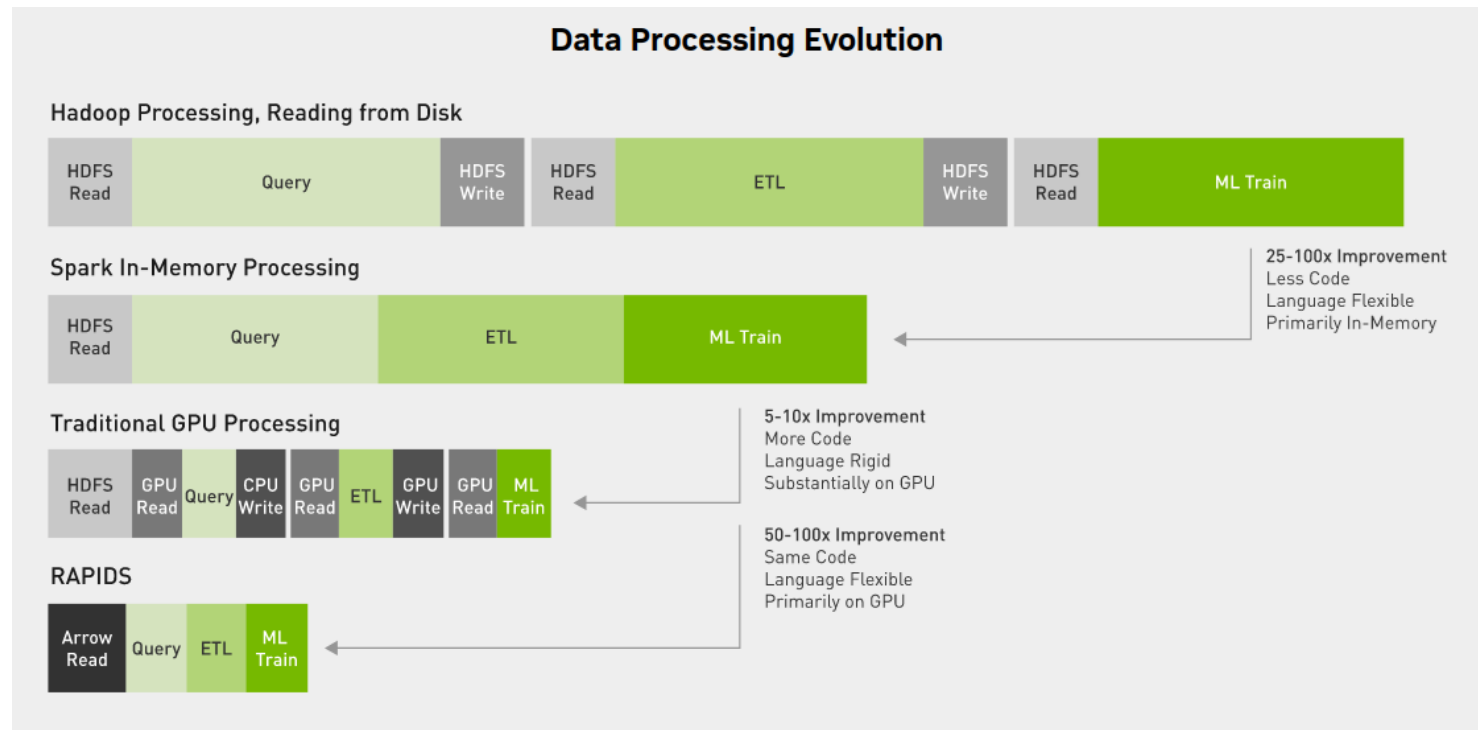 Data Processing Evolution
Hadoop Processing, Reading from Disk
HDFS
Read
Query
HDFS
Write
HDFS
Read
ETL
HDFS
Write
HDFS
Read
ML Train
25-100x Improvement
Less Code
Language Flexible
Primarily In-Memory
Spark In-Memory Processing
HDFS
Read
Query
ETL
ML Train
5-10x Improvement
More Code
Language Rigid
Substantially on GPU
Traditional GPU Processing
HDFS
Read
GPU
Read
Query
CPU
Write
GPU
Read
ETL
GPU
Write
GPU
Read
ML
Train
50-100x Improvement
Same Code
Language Flexible
Primarily on GPU
RAPIDS
Arrow
Read
Query
ETL
ML
Train